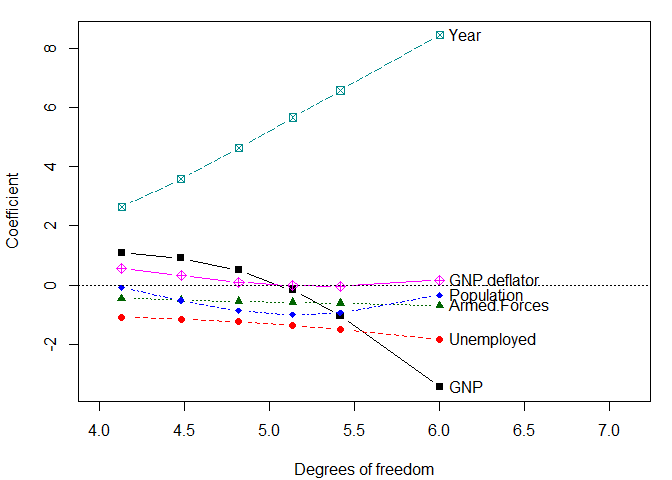 8
6
4
2
0
-2
Coefficient
Year
GNP.deflator
Population
Armed.Forces
Unemployed
GNP
4.0 4.5 5.0 5.5 6.0 6.5 7.0
Degrees of freedom